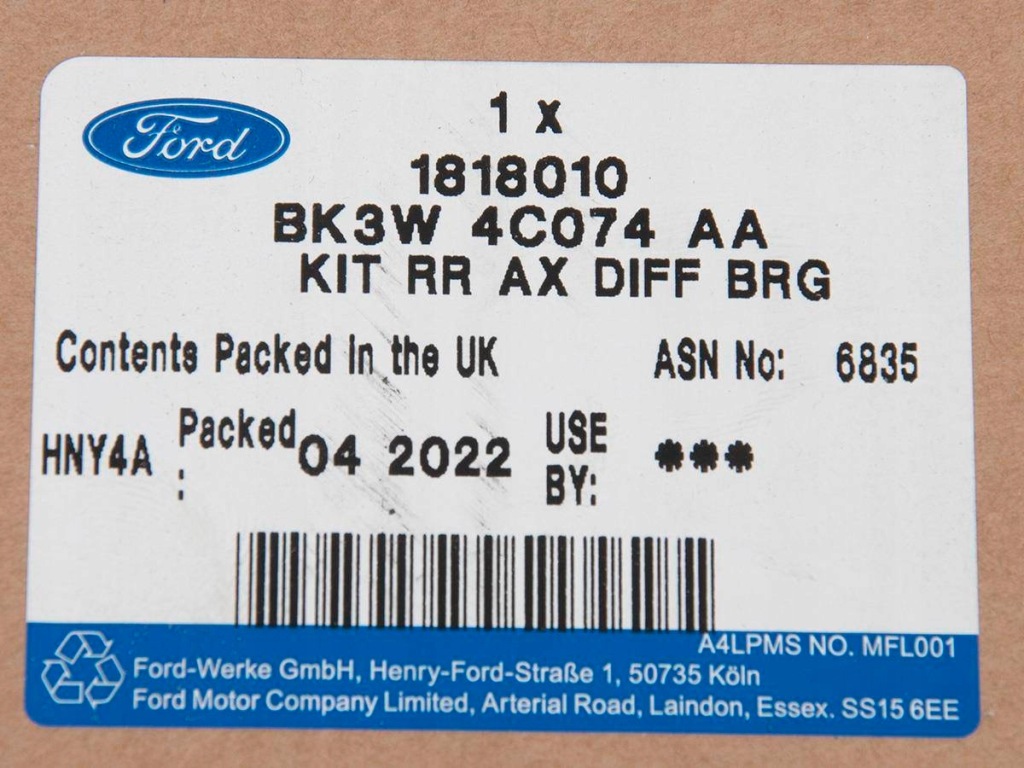 Ford
1 x
1818010
BK3W 4C074 AA
KIT RR AX DIFF BRG
Contents Packed In the UK ASN No: 6835
HNY4A Packed : 04 2022 USE BY: ***
A4LPMS NO. MFL001
Ford-Werke GmbH, Henry-Ford-Straße 1, 50735 Köln
Ford Motor Company Limited, Arterial Road, Laindon, Essex. SS15 6EE